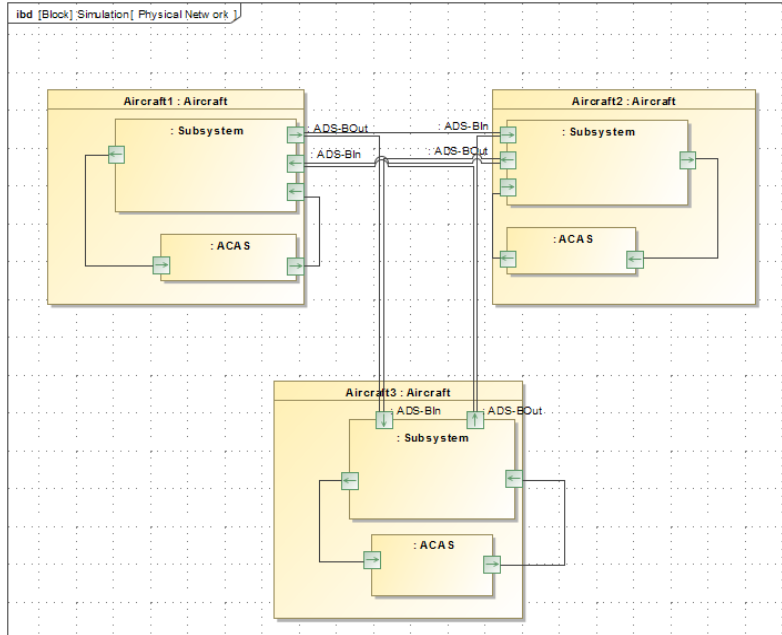 ibd [Block] Simulation[ Physical Network ]
Aircraft1 : Aircraft
Aircraft2 : Aircraft
: Subsystem
: ADS-BOut
: ADS-BIn
: Subsystem
: ADS-BIn
: ADS-BOut
: ACAS
: ACAS
Aircraft3 : Aircraft
: ADS-BIn
: ADS-BOut
: Subsystem
: ACAS